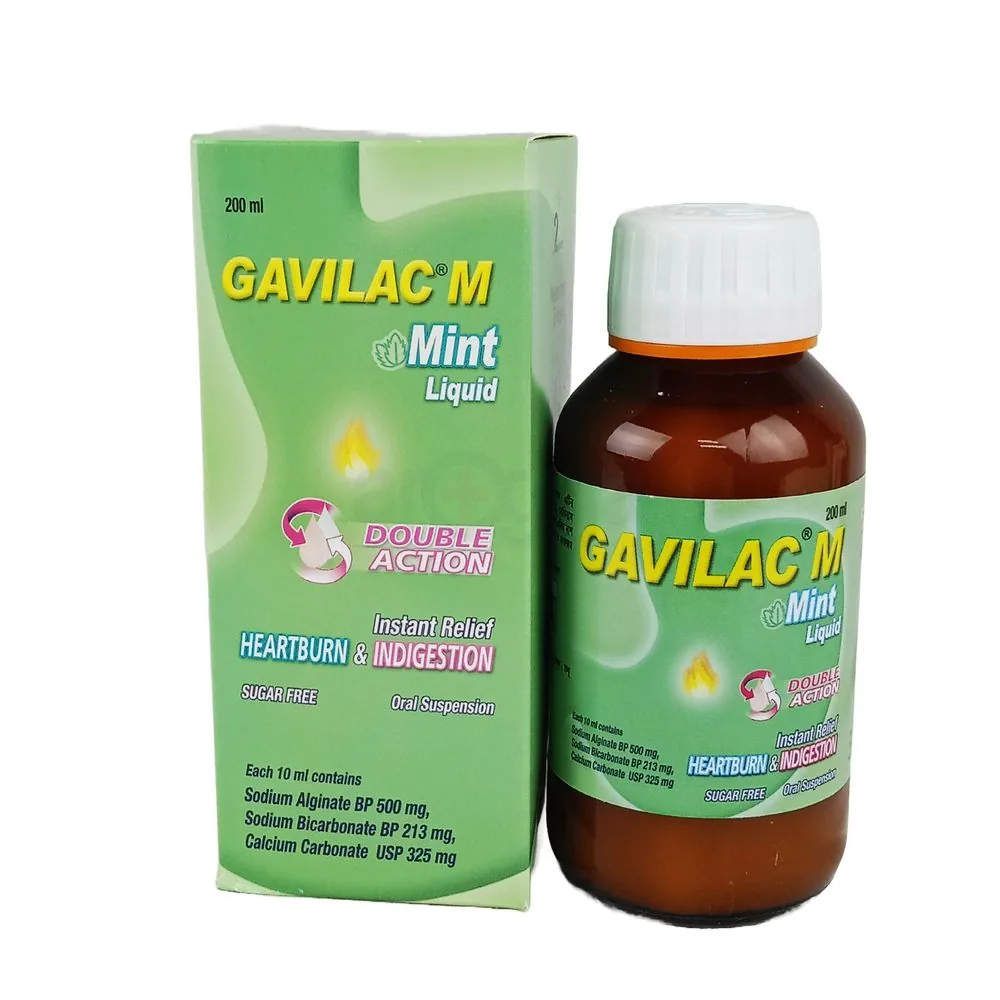 200 ml
GAVILAC® M
Mint
Liquid
DOUBLE
ACTION
Instant Relief
HEARTBURN & INDIGESTION
SUGAR FREE Oral Suspension
Each 10 ml contains
Sodium Alginate BP 500 mg,
Sodium Bicarbonate BP 213 mg,
Calcium Carbonate USP 325 mg
200 ml
GAVILAC® M
Mint
Liquid
DOUBLE
ACTION
Each 10 ml contains
Sodium Alginate BP 500 mg,
Sodium Bicarbonate BP 213 mg,
Calcium Carbonate USP 325 mg
Instant Relief
HEARTBURN & INDIGESTION
SUGAR FREE Oral Suspension